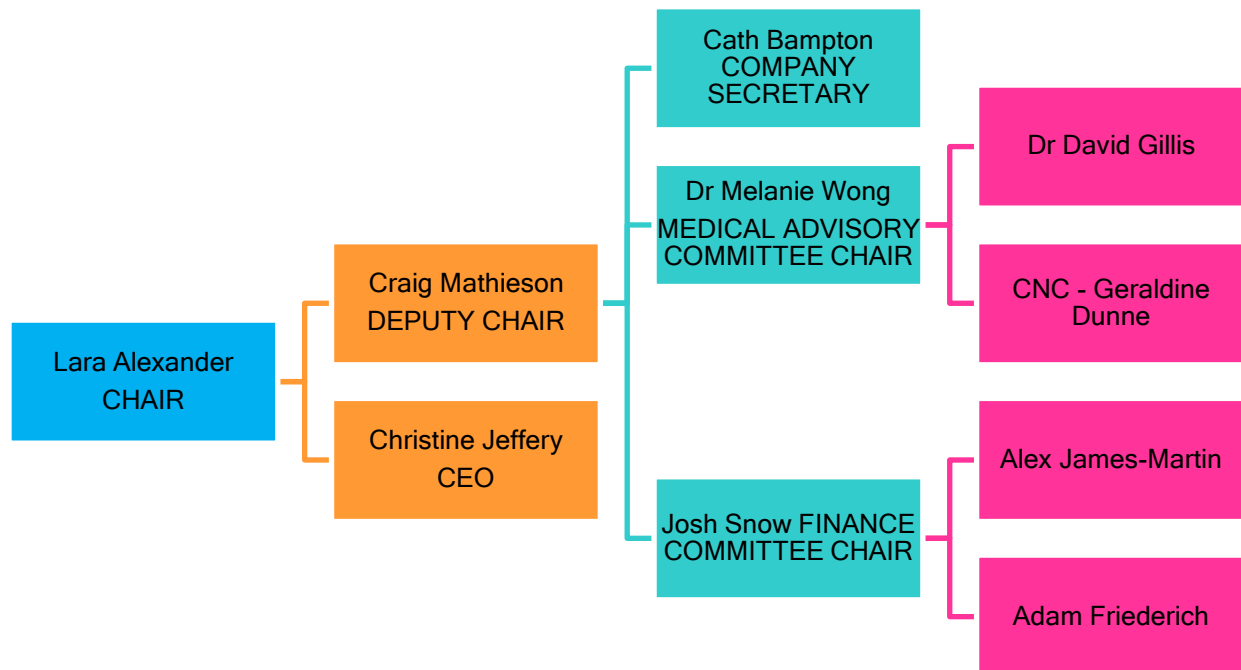 Lara Alexander
CHAIR
Craig Mathieson
DEPUTY CHAIR
Christine Jeffery
CEO
Cath Bampton
COMPANY
SECRETARY
Dr Melanie Wong
MEDICAL ADVISORY
COMMITTEE CHAIR
Josh Snow FINANCE
COMMITTEE CHAIR
Dr David Gillis
CNC - Geraldine
Dunne
Alex James-Martin
Adam Friederich